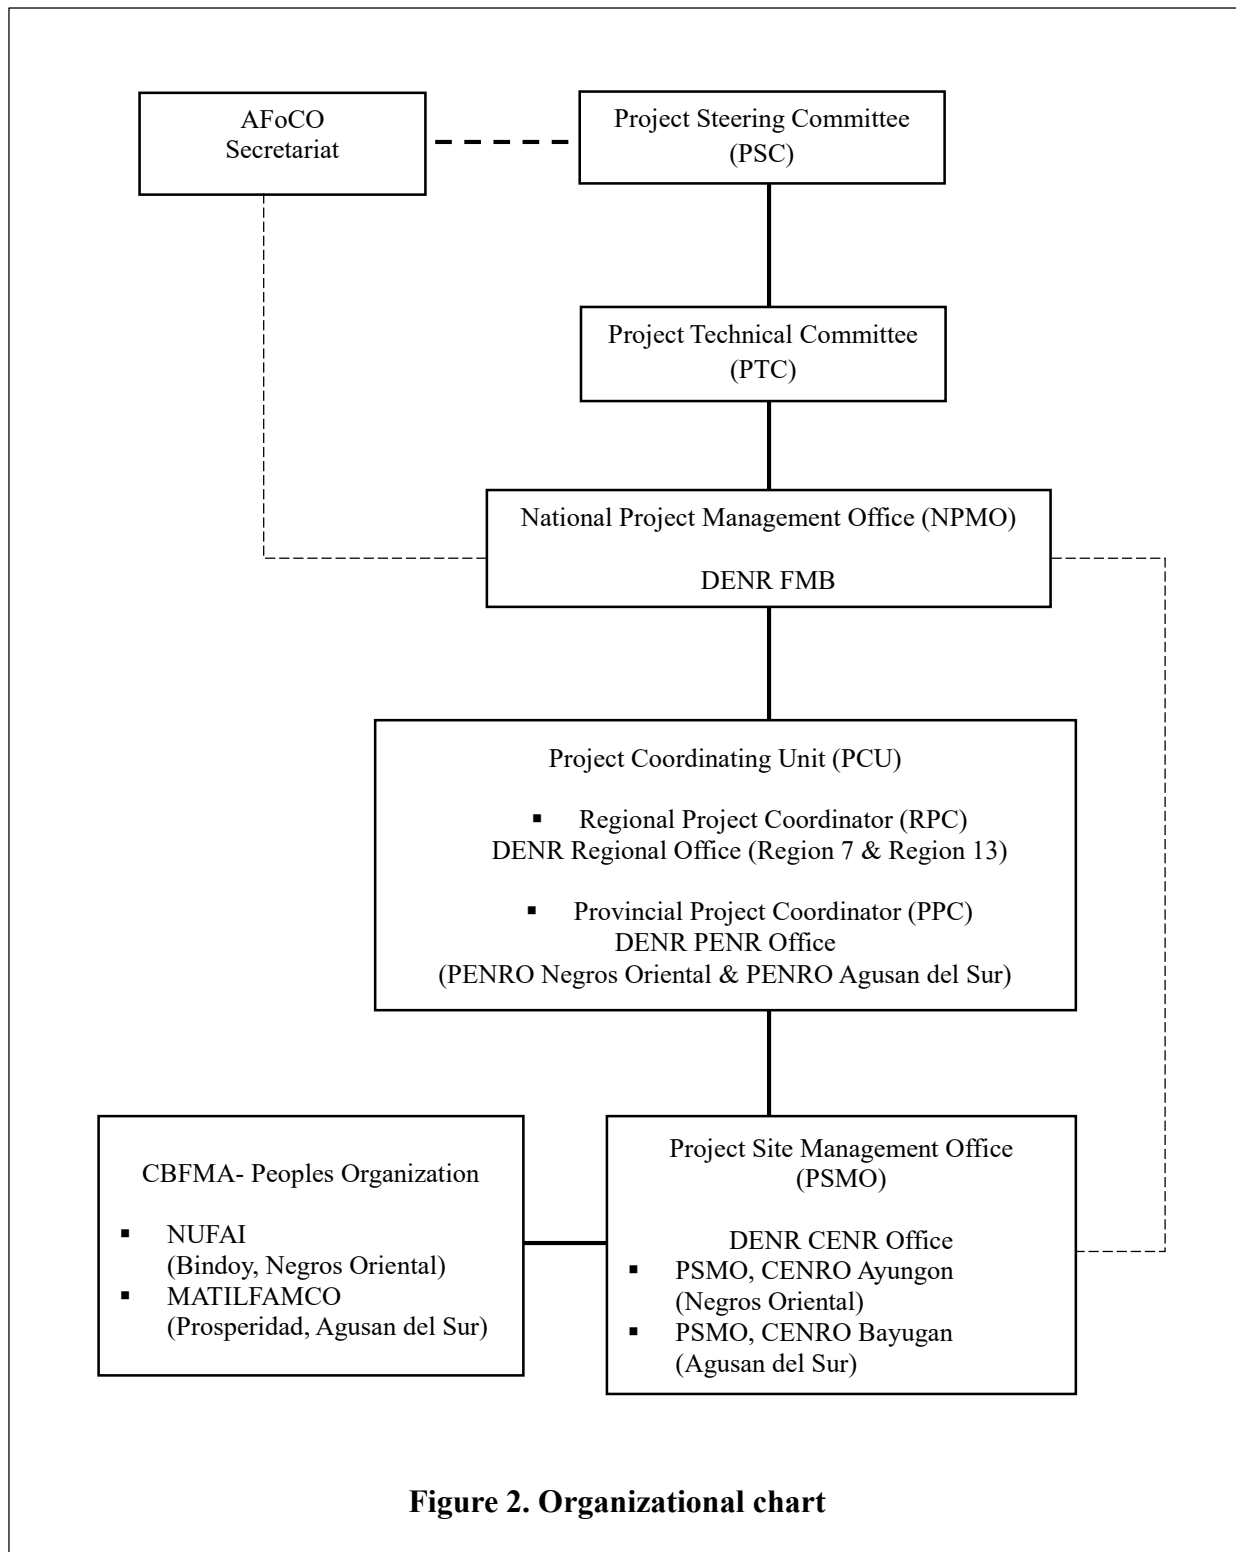 AFoCO
Secretariat
Project Steering Committee
(PSC)
Project Technical Committee
(PTC)
National Project Management Office (NPMO)
DENR FMB
Project Coordinating Unit (PCU)
▪ Regional Project Coordinator (RPC)
DENR Regional Office (Region 7 & Region 13)
▪ Provincial Project Coordinator (PPC)
DENR PENR Office
(PENRO Negros Oriental & PENRO Agusan del Sur)
CBFMA- Peoples Organization
▪ NUFAI
(Bindoy, Negros Oriental)
▪ MATILFAMCO
(Prosperidad, Agusan del Sur)
Project Site Management Office
(PSMO)
DENR CENR Office
▪ PSMO, CENRO Ayungon
(Negros Oriental)
▪ PSMO, CENRO Bayugan
(Agusan del Sur)
Figure 2. Organizational chart